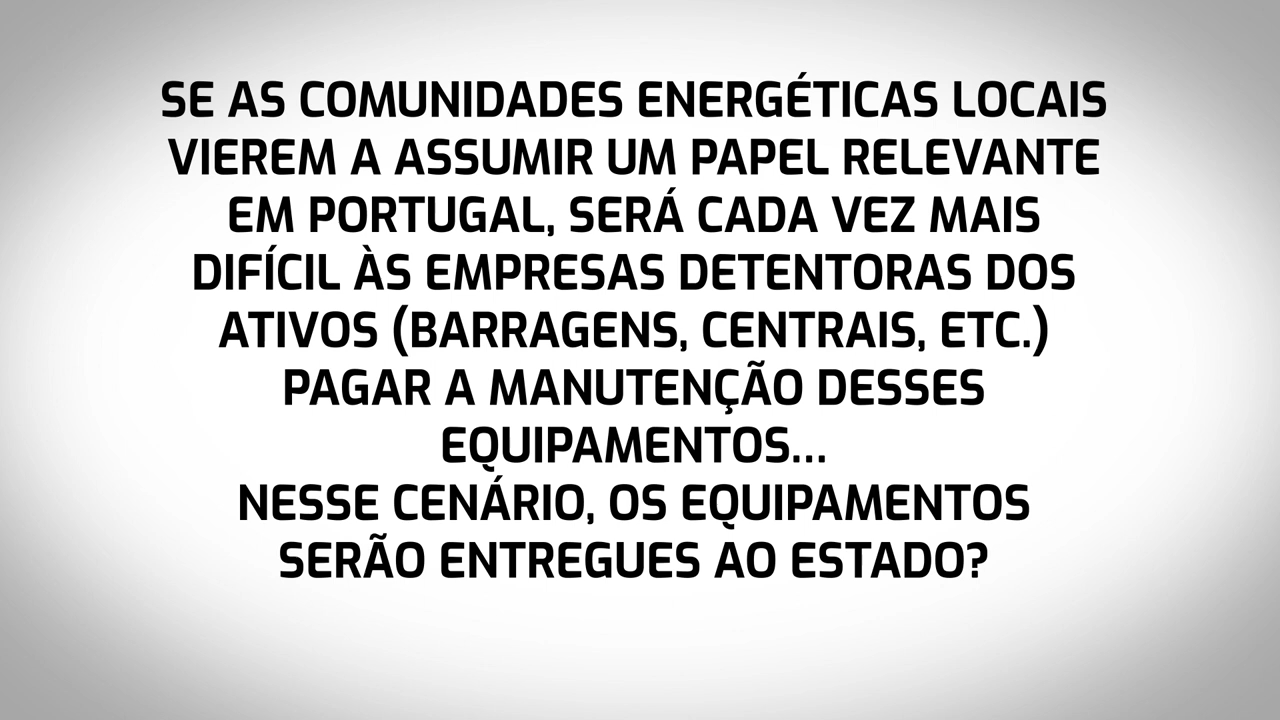 SE AS COMUNIDADES ENERGÉTICAS LOCAIS
VIEREM A ASSUMIR UM PAPEL RELEVANTE
EM PORTUGAL, SERÁ CADA VEZ MAIS
DIFÍCIL ÀS EMPRESAS DETENTORAS DOS
ATIVOS (BARRAGENS, CENTRAIS, ETC.)
PAGAR A MANUTENÇÃO DESSES
EQUIPAMENTOS...
NESSE CENÁRIO, OS EQUIPAMENTOS
SERÃO ENTREGUES AO ESTADO?